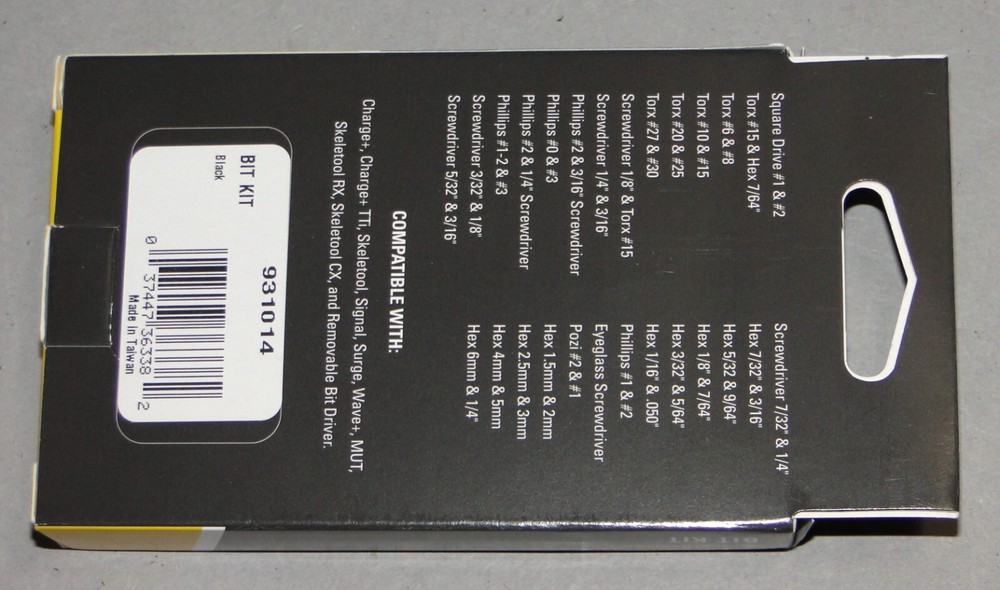 Square Drive #1 & #2
Torx #15 & Hex 7/64"
Torx #6 & #8
Torx #10 & #15
Torx #20 & #25
Torx #27 & #30
Screwdriver 1/8" & Torx #15
Screwdriver 1/4" & 3/16"
Phillips #2 & 3/16" Screwdriver
Phillips #0 & #3
Phillips #2 & 1/4" Screwdriver
Phillips #1-2 & #3
Screwdriver 3/32" & 1/8"
Screwdriver 5/32" & 3/16"
Screwdriver 7/32" & 1/4"
Hex 7/32" & 3/16"
Hex 5/32 & 9/64"
Hex 1/8" & 7/64"
Hex 3/32" & 5/64"
Hex 1/16" & .050"
Phillips #1 & #2
Eyeglass Screwdriver
Pozi #2 & #1
Hex 1.5mm & 2mm
Hex 2.5mm & 3mm
Hex 4mm & 5mm
Hex 6mm & 1/4"
COMPATIBLE WITH:
Charge+, Charge+ TTi, Skeletool, Signal, Surge, Wave+, MUT,
Skeletool RX, Skeletool CX, and Removable Bit Driver.
931014
BIT KIT
Black
0 37447 36338 2
Made in Taiwan
BIT KIT